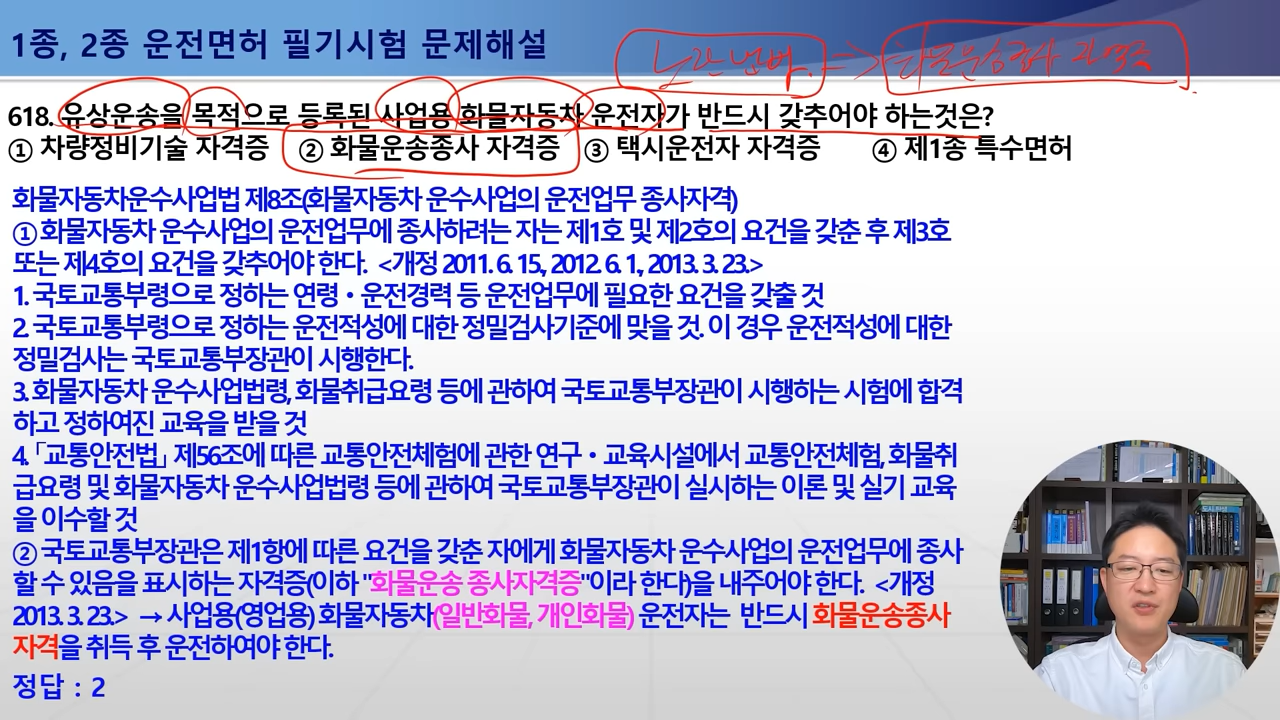 1종, 2종 운전면허 필기시험 문제해설
노란 넘버 => 화물운송종사 자격증
618. 유상운송을 목적으로 등록된 사업용 화물자동차 운전자가 반드시 갖추어야 하는것은?
① 차량정비기술 자격증 ② 화물운송종사 자격증 ③ 택시운전자 자격증 ④ 제1종 특수면허
화물자동차운수사업법 제8조(화물자동차 운수사업의 운전업무 종사자격)
① 화물자동차 운수사업의 운전업무에 종사하려는 자는 제1호 및 제2호의 요건을 갖춘 후 제3호
또는 제4호의 요건을 갖추어야 한다. <개정 2011. 6. 15., 2012. 6. 1., 2013. 3. 23.>
1. 국토교통부령으로 정하는 연령·운전경력 등 운전업무에 필요한 요건을 갖출 것
2. 국토교통부령으로 정하는 운전적성에 대한 정밀검사기준에 맞을 것. 이 경우 운전적성에 대한
정밀검사는 국토교통부장관이 시행한다.
3. 화물자동차 운수사업법령, 화물취급요령 등에 관하여 국토교통부장관이 시행하는 시험에 합격
하고 정하여진 교육을 받을 것
4. 「교통안전법」 제56조에 따른 교통안전체험에 관한 연구·교육시설에서 교통안전체험, 화물취
급요령 및 화물자동차 운수사업법령 등에 관하여 국토교통부장관이 실시하는 이론 및 실기 교육
을 이수할 것
② 국토교통부장관은 제1항에 따른 요건을 갖춘 자에게 화물자동차 운수사업의 운전업무에 종사
할 수 있음을 표시하는 자격증(이하 "화물운송 종사자격증"이라 한다)을 내주어야 한다. <개정
2013. 3. 23.> → 사업용(영업용) 화물자동차(일반화물, 개인화물) 운전자는 반드시 화물운송종사
자격을 취득 후 운전하여야 한다.
정답 : 2